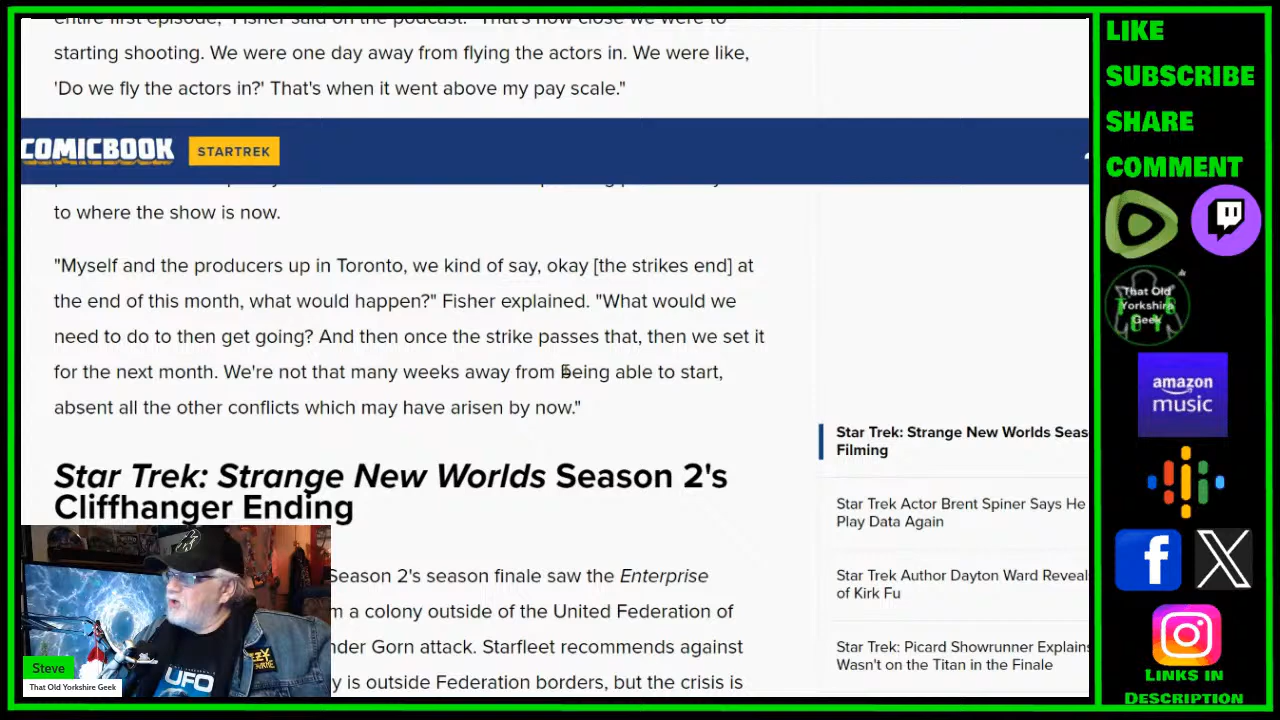 entire first episode," Fisher said on the podcast. "That's how close we were to
starting shooting. We were one day away from flying the actors in. We were like,
'Do we fly the actors in?' That's when it went above my pay scale."
COMICBOOK
STARTREK
to where the show is now.
"Myself and the producers up in Toronto, we kind of say, okay [the strikes end] at
the end of this month, what would happen?" Fisher explained. "What would we
need to do to then get going? And then once the strike passes that, then we set it
for the next month. We're not that many weeks away from being able to start,
absent all the other conflicts which may have arisen by now."
Star Trek: Strange New Worlds Season 2's
Cliffhanger Ending
Season 2's season finale saw the Enterprise
a colony outside of the United Federation of
Gorn attack. Starfleet recommends against
is outside Federation borders, but the crisis is
Star Trek: Strange New Worlds Seas
Filming
Star Trek Actor Brent Spiner Says He
Play Data Again
Star Trek Author Dayton Ward Reveal
of Kirk Fu
Star Trek: Picard Showrunner Explains
Wasn't on the Titan in the Finale
Steve
That Old Yorkshire Geek
UFO
LIKE
SUBSCRIBE
SHARE
COMMENT
That Old
Yorkshire
Geek
amazon
music
LINKS IN
DESCRIPTION